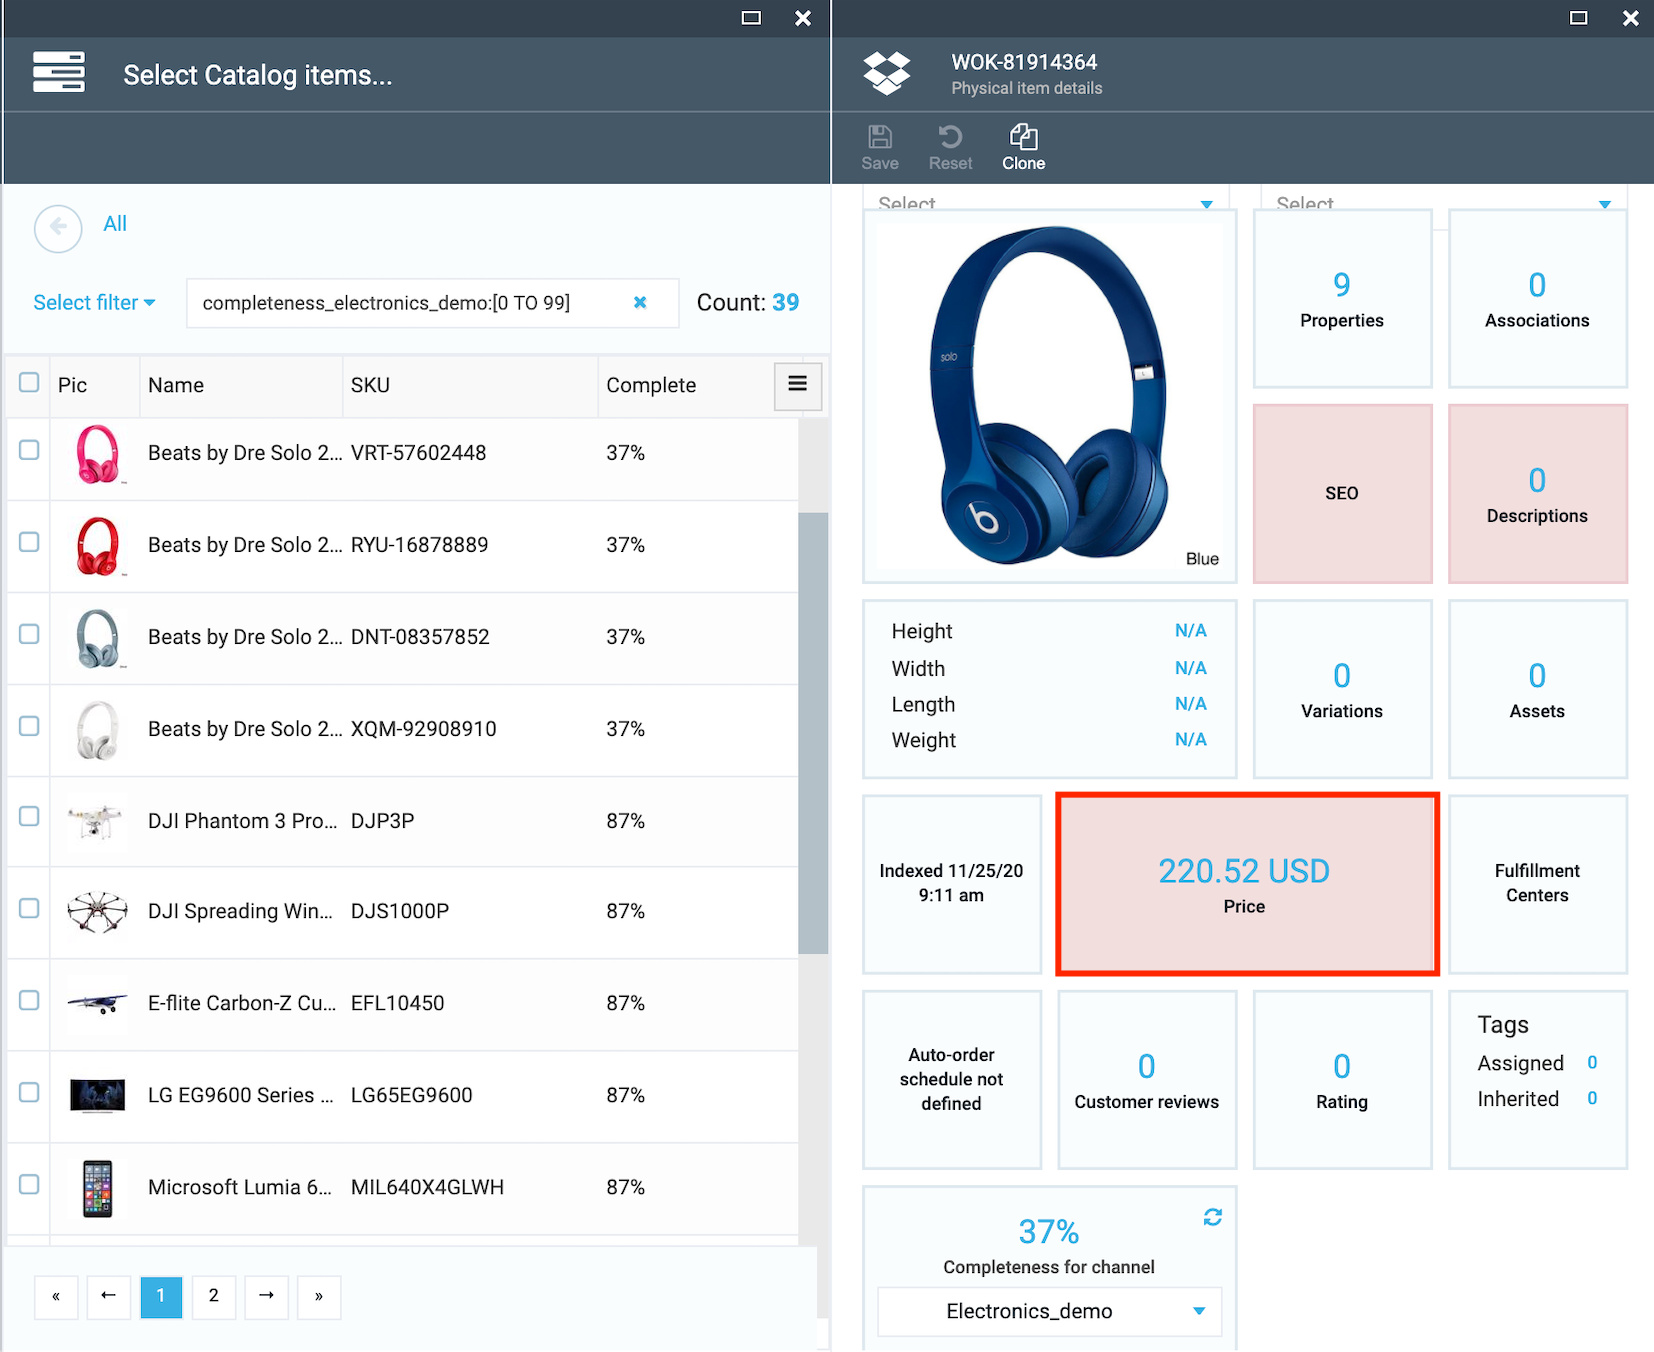 Select Catalog items...
All
Select filter
completeness_electronics_demo:[0 TO 99]
Count: 39
Pic Name SKU Complete
Beats by Dre Solo 2... VRT-57602448 37%
Beats by Dre Solo 2... RYU-16878889 37%
Beats by Dre Solo 2... DNT-08357852 37%
Beats by Dre Solo 2... XQM-92908910 37%
DJI Phantom 3 Pro... DJP3P 87%
DJI Spreading Win... DJS1000P 87%
E-flite Carbon-Z Cu... EFL10450 87%
LG EG9600 Series ... LG65EG9600 87%
Microsoft Lumia 6... MIL640X4GLWH 87%
« ← 1 2 → »
WOK-81914364
Physical item details
Save Reset Clone
Select Select
solo
b
Blue
9
Properties
0
Associations
SEO
0
Descriptions
Height N/A
Width N/A
Length N/A
Weight N/A
0
Variations
0
Assets
Indexed 11/25/20
9:11 am
220.52 USD
Price
Fulfillment
Centers
Auto-order
schedule not
defined
0
Customer reviews
0
Rating
Tags
Assigned 0
Inherited 0
37%
Completeness for channel
Electronics_demo